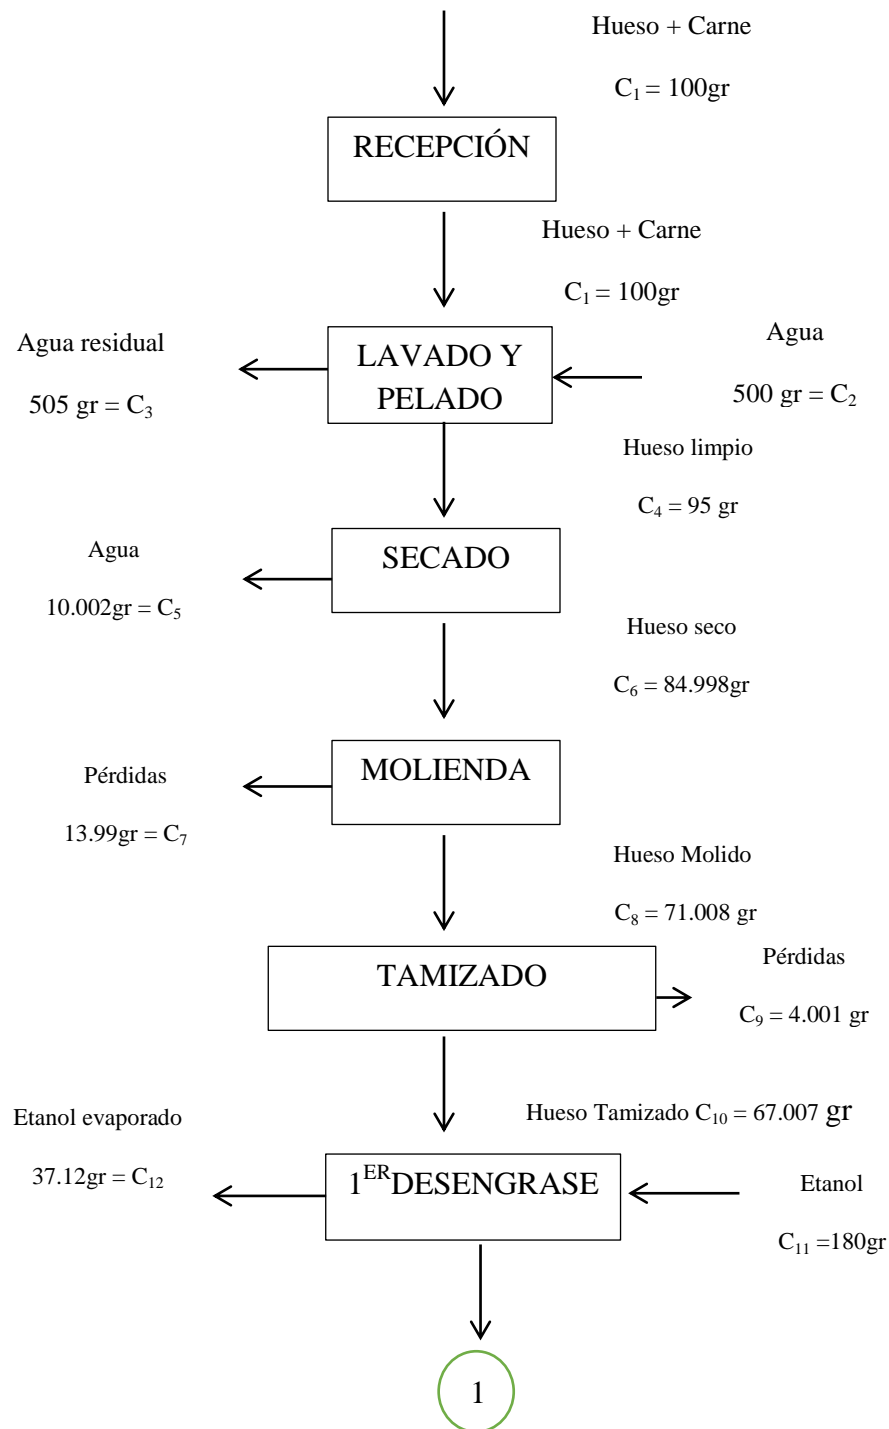 Hueso + Carne
C₁ = 100gr
RECEPCIÓN
Hueso + Carne
C₁ = 100gr
Agua residual
505 gr = C₃
LAVADO Y
PELADO
Agua
500 gr = C₂
Hueso limpio
C₄ = 95 gr
SECADO
Agua
10.002gr = C₅
Hueso seco
C₆ = 84.998gr
MOLIENDA
Pérdidas
13.99gr = C₇
Hueso Molido
C₈ = 71.008 gr
TAMIZADO
Pérdidas
C₉ = 4.001 gr
Hueso Tamizado C₁₀ = 67.007 gr
Etanol evaporado
37.12gr = C₁₂
1ᴱᴿDESENGRASE
Etanol
C₁₁ =180gr
1